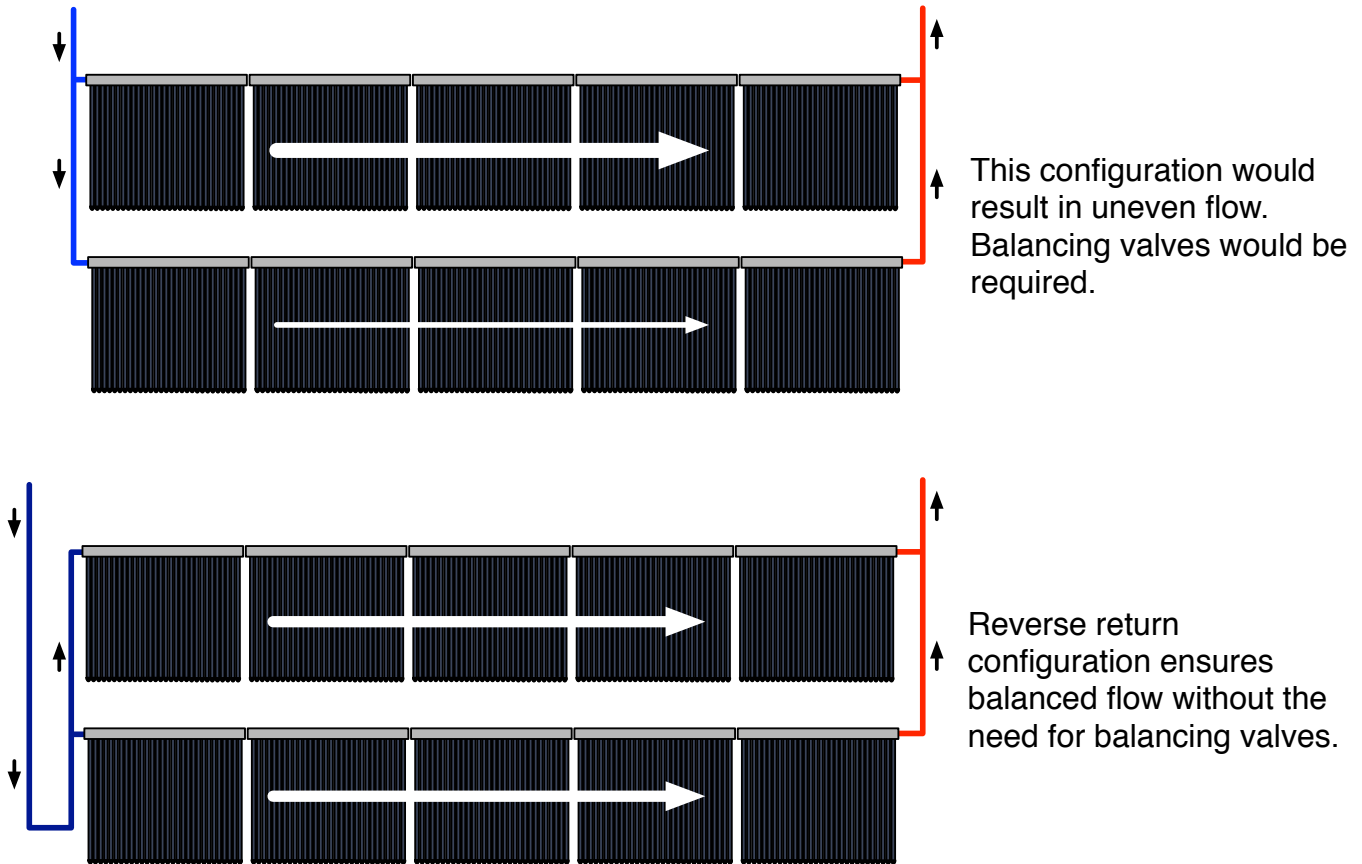 This configuration would
result in uneven flow.
Balancing valves would be
required.
Reverse return
configuration ensures
balanced flow without the
need for balancing valves.